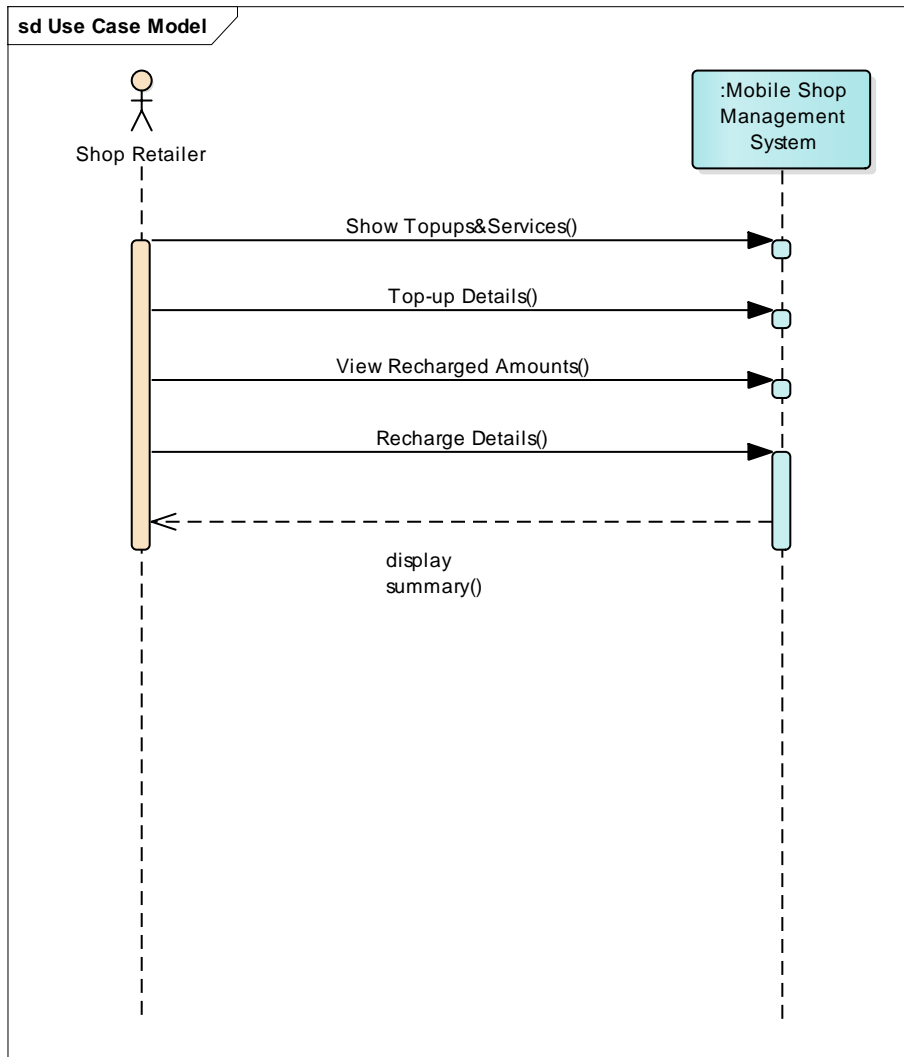 sd Use Case Model
Shop Retailer
:Mobile Shop
Management
System
Show Topups&Services()
Top-up Details()
View Recharged Amounts()
Recharge Details()
display
summary()